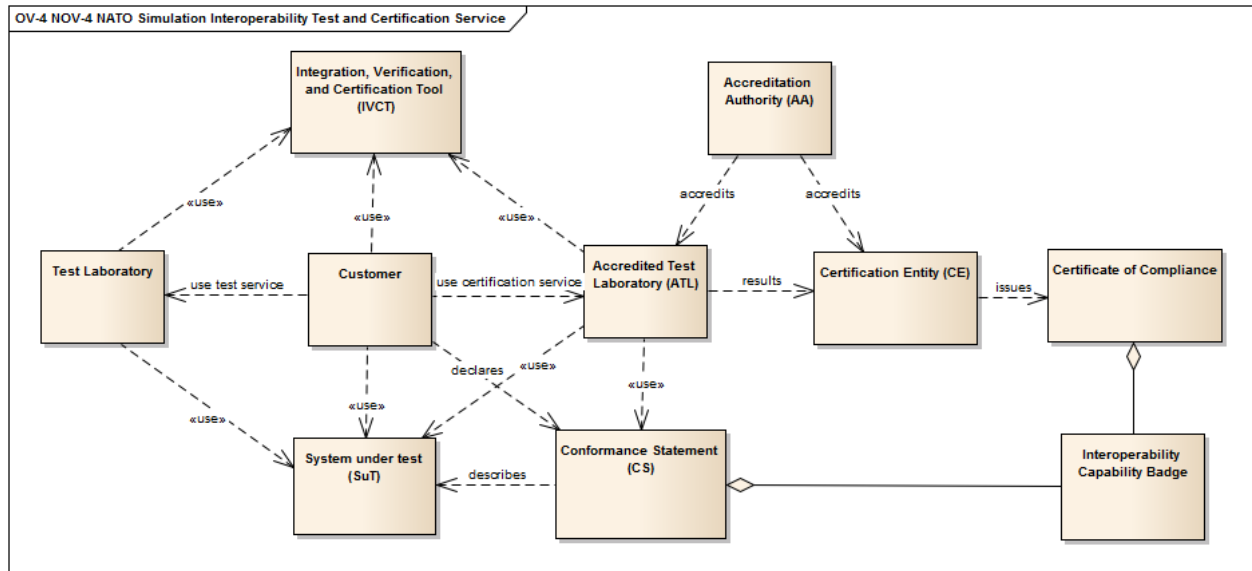 OV-4 NOV-4 NATO Simulation Interoperability Test and Certification Service
Integration, Verification,
and Certification Tool
(IVCT)
Accreditation
Authority (AA)
accredits
accredits
«use»
«use»
«use»
Test Laboratory
use test service
Customer
use certification service
Accredited Test
Laboratory (ATL)
results
Certification Entity (CE)
issues
Certificate of Compliance
«use»
«use»
declares
«use»
«use»
System under test
(SuT)
describes
Conformance Statement
(CS)
Interoperability
Capability Badge